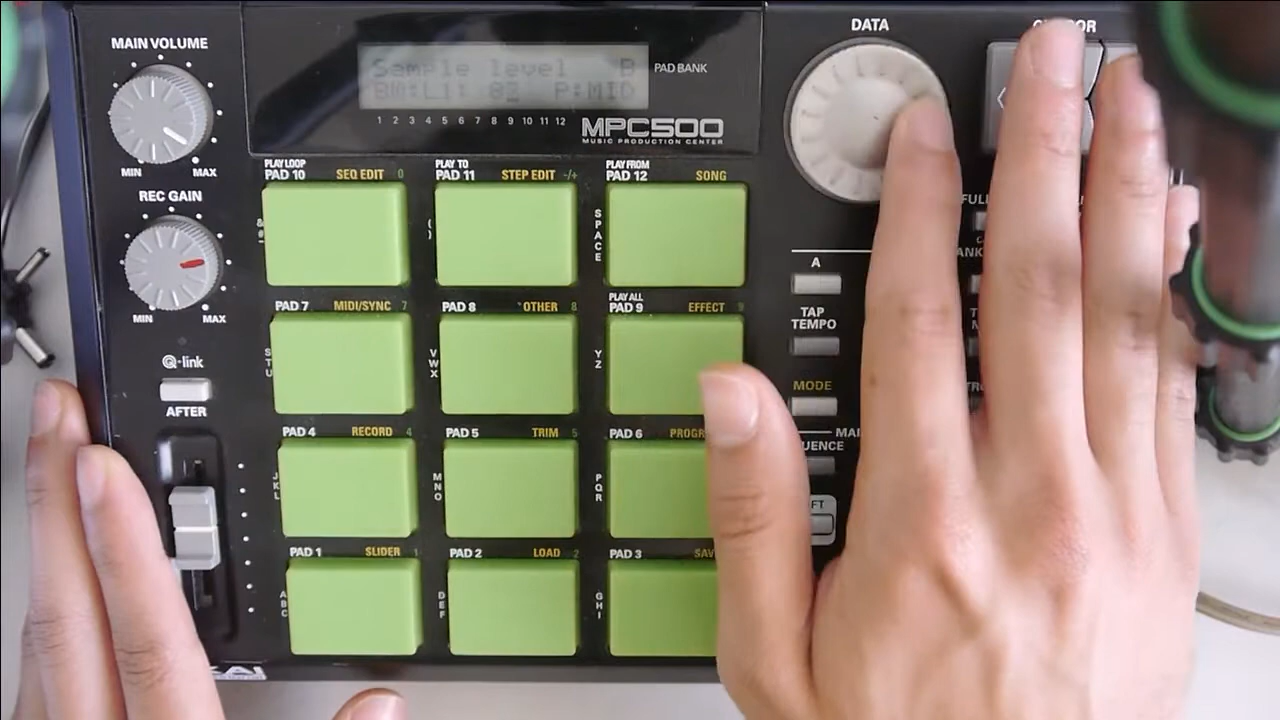 MAIN VOLUME
MIN MAX
REC GAIN
MIN MAX
Q-link
AFTER
Sample level B
PAD BANK
1 2 3 4 5 6 7 8 9 10 11 12
MPC500
MUSIC PRODUCTION CENTER
PLAY LOOP
PAD 10 SEQ EDIT 0
PLAY TO
PAD 11 STEP EDIT -/+
PLAY FROM
PAD 12 SONG
( )
SPACE
PAD 7 MIDI/SYNC 7
PAD 8 OTHER 8
PLAY ALL
PAD 9 EFFECT 9
STU
VWX
YZ
PAD 4 RECORD 4
PAD 5 TRIM 5
PAD 6
JKL
MNO
PQR
PAD 1 SLIDER 1
PAD 2 LOAD 2
PAD 3
ABC
DEF
GHI
DATA
A
TAP
TEMPO
MODE